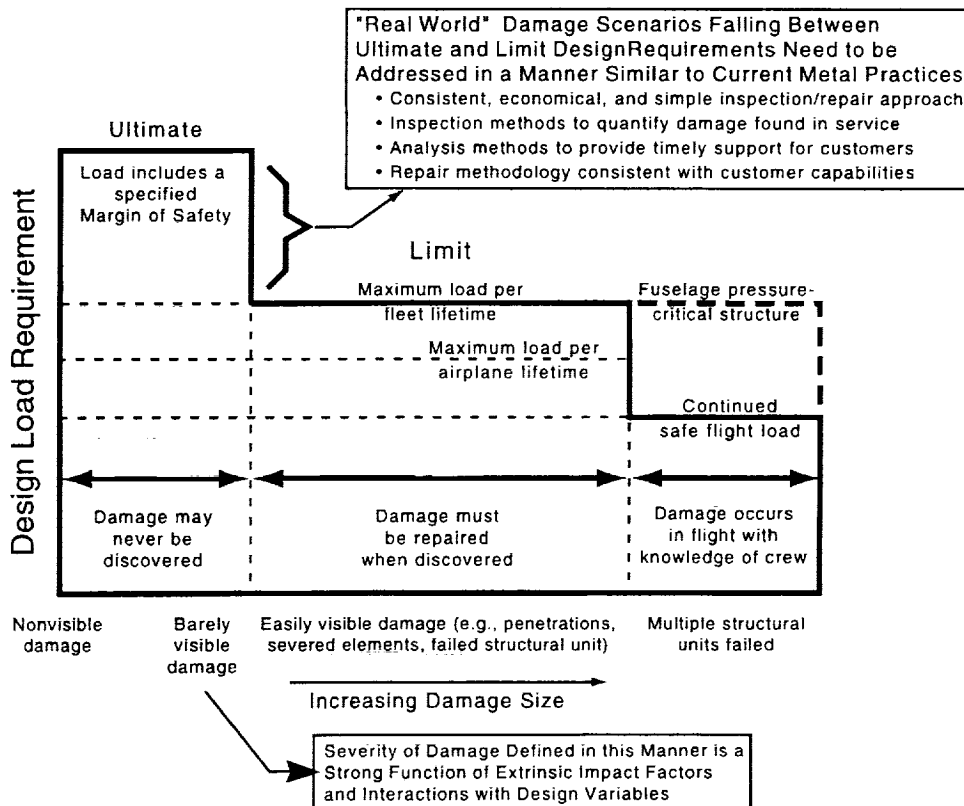 "Real World" Damage Scenarios Falling Between
Ultimate and Limit DesignRequirements Need to be
Addressed in a Manner Similar to Current Metal Practices
• Consistent, economical, and simple inspection/repair approach
• Inspection methods to quantify damage found in service
• Analysis methods to provide timely support for customers
• Repair methodology consistent with customer capabilities
Ultimate
Load includes a
specified
Margin of Safety
Limit
Maximum load per
fleet lifetime
Fuselage pressure-
critical structure
Maximum load per
airplane lifetime
Continued
safe flight load
Design Load Requirement
Damage may
never be
discovered
Damage must
be repaired
when discovered
Damage occurs
in flight with
knowledge of crew
Nonvisible
damage
Barely
visible
damage
Easily visible damage (e.g., penetrations,
severed elements, failed structural unit)
Multiple structural
units failed
Increasing Damage Size
Severity of Damage Defined in this Manner is a
Strong Function of Extrinsic Impact Factors
and Interactions with Design Variables